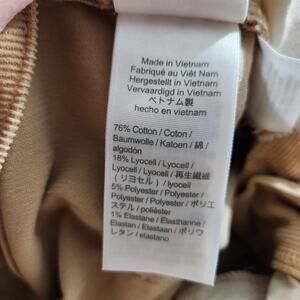 Made in Vietnam
Fabriqué au Viêt Nam
Hergestellt in Vietnam
Vervaardigd in Vietnam
ベトナム製
hecho en vietnam
76% Cotton / Coton /
Baumwolle / Katoen / 綿 /
algodón
18% Lyocell / Lyocell /
Lyocell / Lyocell / 再生繊維
(リヨセル) / lyocell
5% Polyester / Polyester /
Polyester / Polyester / ポリエ
ステル / poliéster
1% Elastane / Élasthanne /
Elastan / Elastaan / ポリウ
レタン / elastano